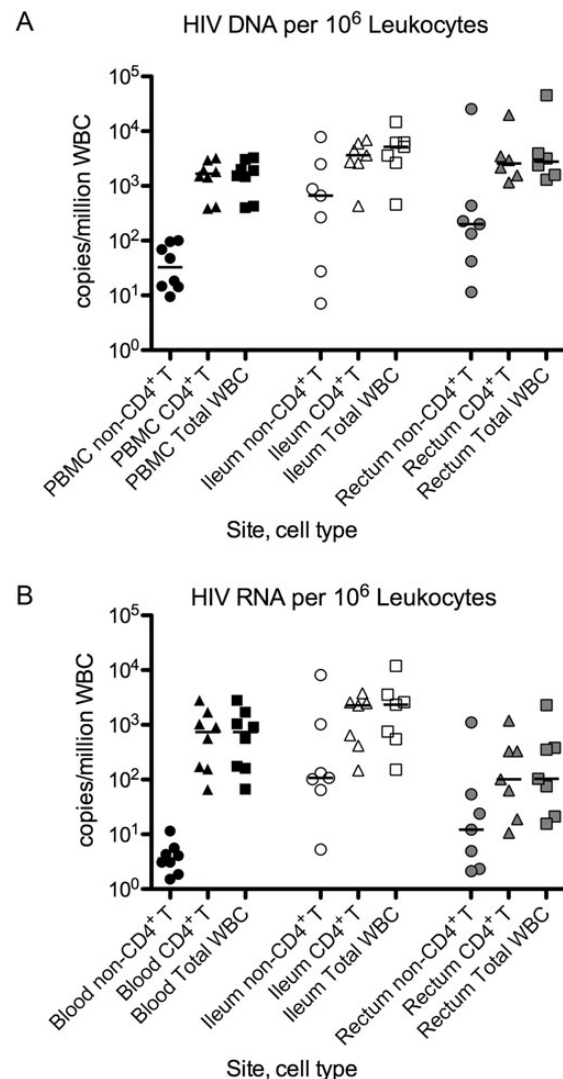 A
HIV DNA per 10⁶ Leukocytes
copies/million WBC
10⁵
10⁴
10³
10²
10¹
10⁰
PBMC non-CD4⁺ T
PBMC CD4⁺ T
PBMC Total WBC
Ileum non-CD4⁺ T
Ileum CD4⁺ T
Ileum Total WBC
Rectum non-CD4⁺ T
Rectum CD4⁺ T
Rectum Total WBC
Site, cell type
B
HIV RNA per 10⁶ Leukocytes
copies/million WBC
10⁵
10⁴
10³
10²
10¹
10⁰
Blood non-CD4⁺ T
Blood CD4⁺ T
Blood Total WBC
Ileum non-CD4⁺ T
Ileum CD4⁺ T
Ileum Total WBC
Rectum non-CD4⁺ T
Rectum CD4⁺ T
Rectum Total WBC
Site, cell type